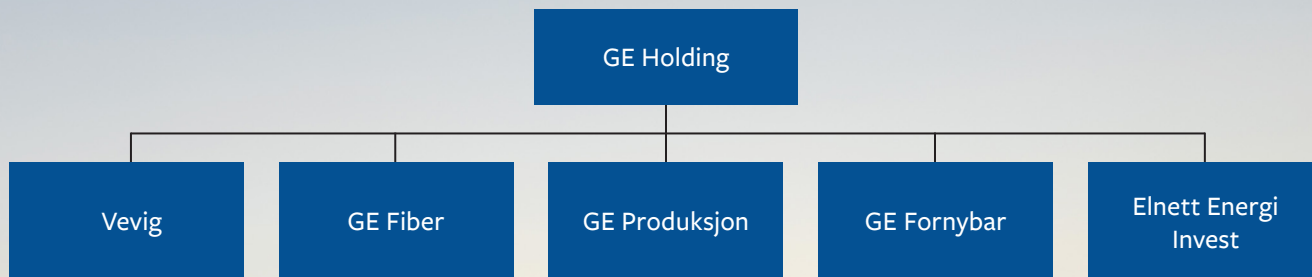 GE Holding
Vevig
GE Fiber
GE Produksjon
GE Fornybar
Elnett Energi
Invest